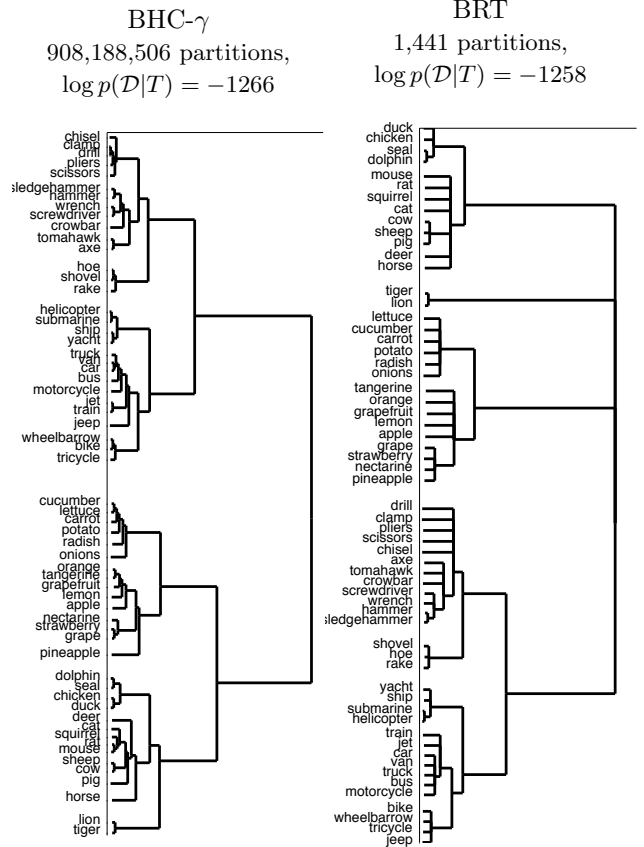 BHC-γ
908,188,506 partitions,
log p(D|T) = −1266
chisel
clamp
drill
pliers
scissors
sledgehammer
hammer
wrench
screwdriver
crowbar
tomahawk
axe
hoe
shovel
rake
helicopter
submarine
ship
yacht
truck
van
car
bus
motorcycle
jet
train
jeep
wheelbarrow
bike
tricycle
cucumber
lettuce
carrot
potato
radish
onions
orange
tangerine
grapefruit
lemon
apple
nectarine
strawberry
grape
pineapple
dolphin
seal
chicken
duck
deer
cat
squirrel
rat
mouse
sheep
cow
pig
horse
lion
tiger
BRT
1,441 partitions,
log p(D|T) = −1258
duck
chicken
seal
dolphin
mouse
rat
squirrel
cat
cow
sheep
pig
deer
horse
tiger
lion
lettuce
cucumber
carrot
potato
radish
onions
tangerine
orange
grapefruit
lemon
apple
grape
strawberry
nectarine
pineapple
drill
clamp
pliers
scissors
chisel
axe
tomahawk
crowbar
screwdriver
wrench
hammer
sledgehammer
shovel
hoe
rake
yacht
ship
submarine
helicopter
train
jet
car
van
truck
bus
motorcycle
bike
wheelbarrow
tricycle
jeep